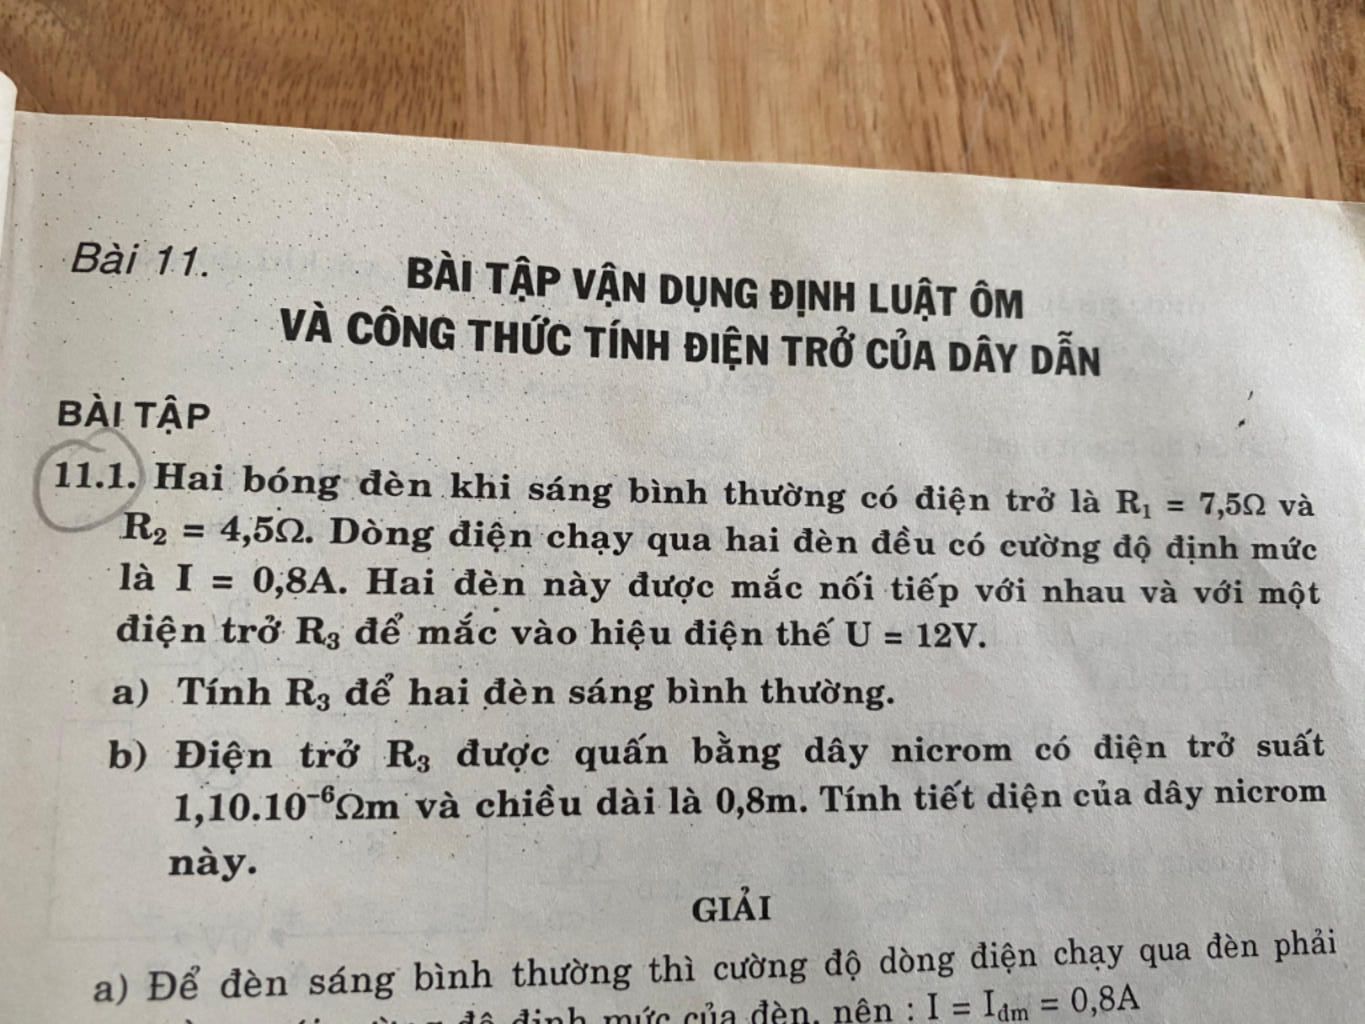 Bài 11.
BÀI TẬP VẬN DỤNG ĐỊNH LUẬT ÔM
VÀ CÔNG THỨC TÍNH ĐIỆN TRỞ CỦA DÂY DẪN
BÀI TẬP
11.1. Hai bóng đèn khi sáng bình thường có điện trở là R₁ = 7,5Ω và
R₂ = 4,5Ω. Dòng điện chạy qua hai đèn đều có cường độ định mức
là I = 0,8A. Hai đèn này được mắc nối tiếp với nhau và với một
điện trở R₃ để mắc vào hiệu điện thế U = 12V.
a) Tính R₃ để hai đèn sáng bình thường.
b) Điện trở R₃ được quấn bằng dây nicrom có điện trở suất
1,10.10⁻⁶Ωm và chiều dài là 0,8m. Tính tiết diện của dây nicrom
này.
GIẢI
a) Để đèn sáng bình thường thì cường độ dòng điện chạy qua đèn phải
độ định mức của đèn, nên : I = Iđm = 0,8A